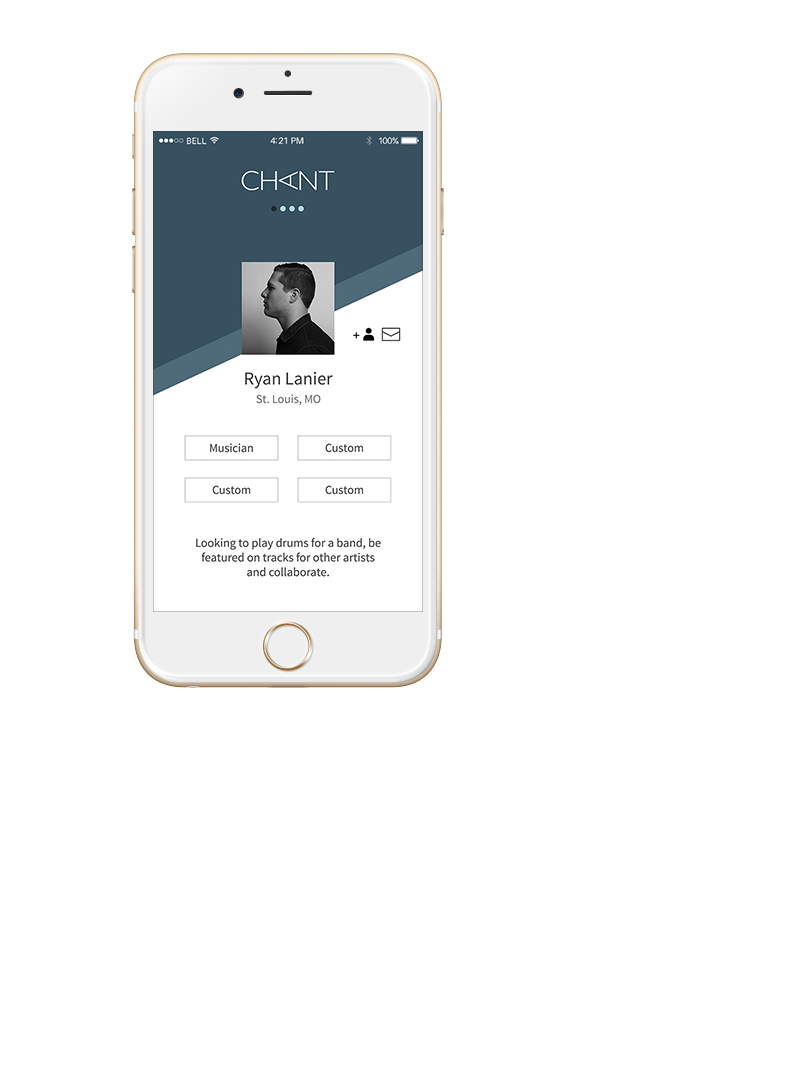 BELL 4:21 PM 100%
CHANT
+
Ryan Lanier
St. Louis, MO
Musician Custom
Custom Custom
Looking to play drums for a band, be
featured on tracks for other artists
and collaborate.